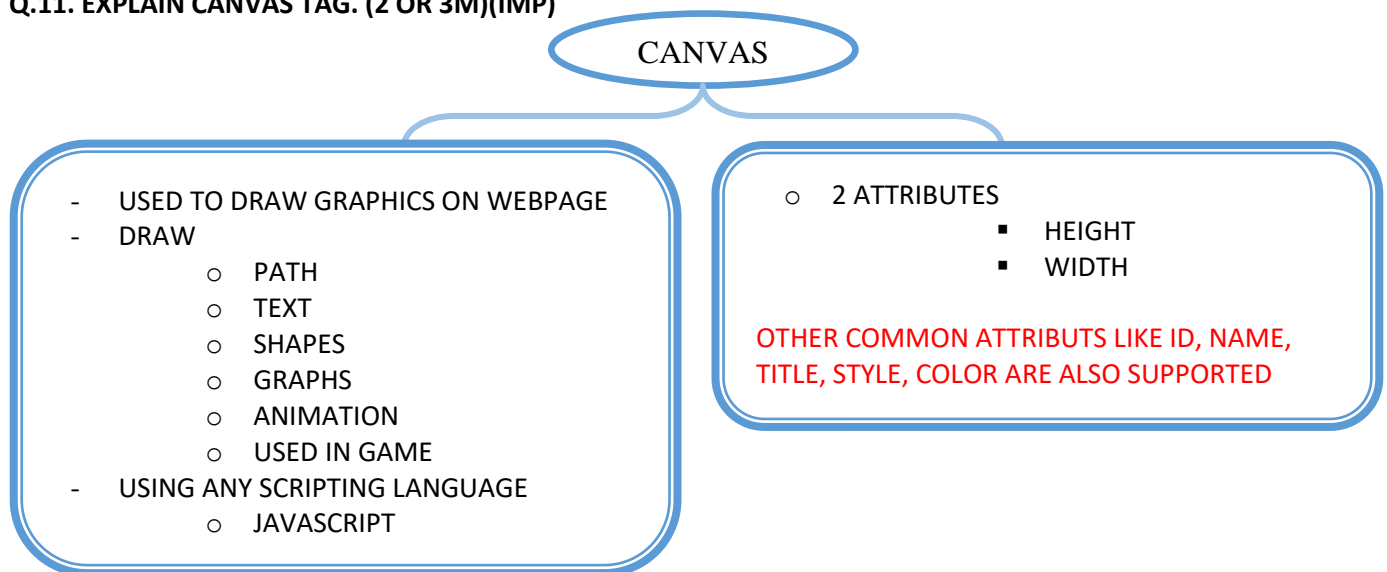 Q.11. EXPLAIN CANVAS TAG. (2 OR 3M)(IMP)
CANVAS
- USED TO DRAW GRAPHICS ON WEBPAGE
- DRAW
o PATH
o TEXT
o SHAPES
o GRAPHS
o ANIMATION
o USED IN GAME
- USING ANY SCRIPTING LANGUAGE
o JAVASCRIPT
o 2 ATTRIBUTES
▪ HEIGHT
▪ WIDTH
OTHER COMMON ATTRIBUTS LIKE ID, NAME,
TITLE, STYLE, COLOR ARE ALSO SUPPORTED